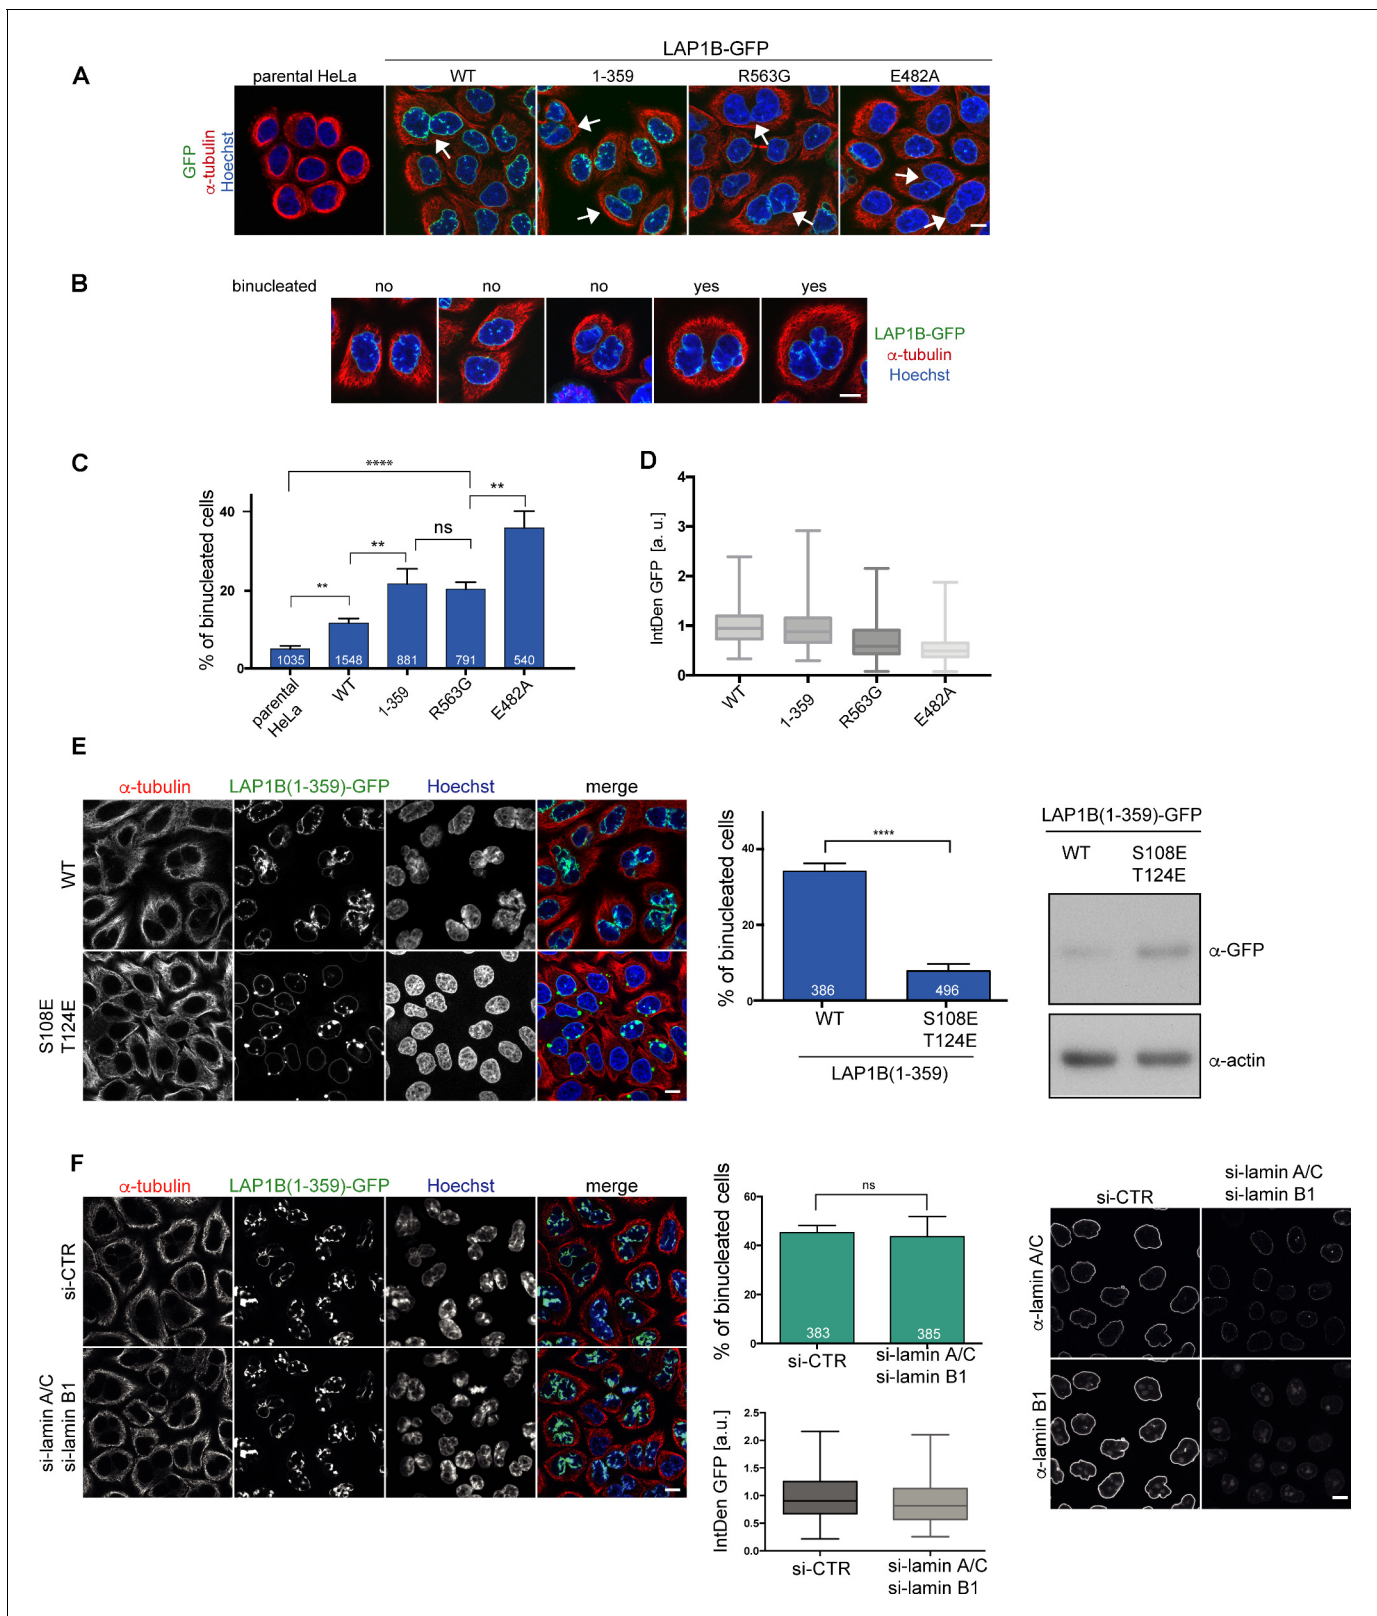 LAP1B-GFP
A
parental HeLa WT 1-359 R563G E482A
GFP
α-tubulin
Hoechst
B
binucleated no no no yes yes
LAP1B-GFP
α-tubulin
Hoechst
C
% of binucleated cells
40
20
0
****
**
**
ns
**
1035 1548 881 791 540
parental
HeLa
WT
1-359
R563G
E482A
D
IntDen GFP [a. u.]
4
3
2
1
0
WT
1-359
R563G
E482A
E
α-tubulin LAP1B(1-359)-GFP Hoechst merge
WT
S108E
T124E
% of binucleated cells
40
20
0
****
386 496
WT S108E
T124E
LAP1B(1-359)
LAP1B(1-359)-GFP
WT S108E
T124E
α-GFP
α-actin
F
α-tubulin LAP1B(1-359)-GFP Hoechst merge
si-CTR
si-lamin A/C
si-lamin B1
% of binucleated cells
60
40
20
0
ns
383 385
si-CTR si-lamin A/C
si-lamin B1
IntDen GFP [a.u.]
2.5
2.0
1.5
1.0
0.5
0.0
si-CTR si-lamin A/C
si-lamin B1
si-CTR si-lamin A/C
si-lamin B1
α-lamin A/C
α-lamin B1